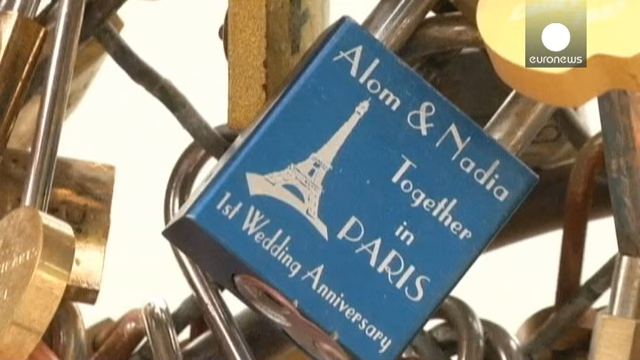 euronews
Alom & Nadia
Together
in
PARIS
1st Wedding Anniversary